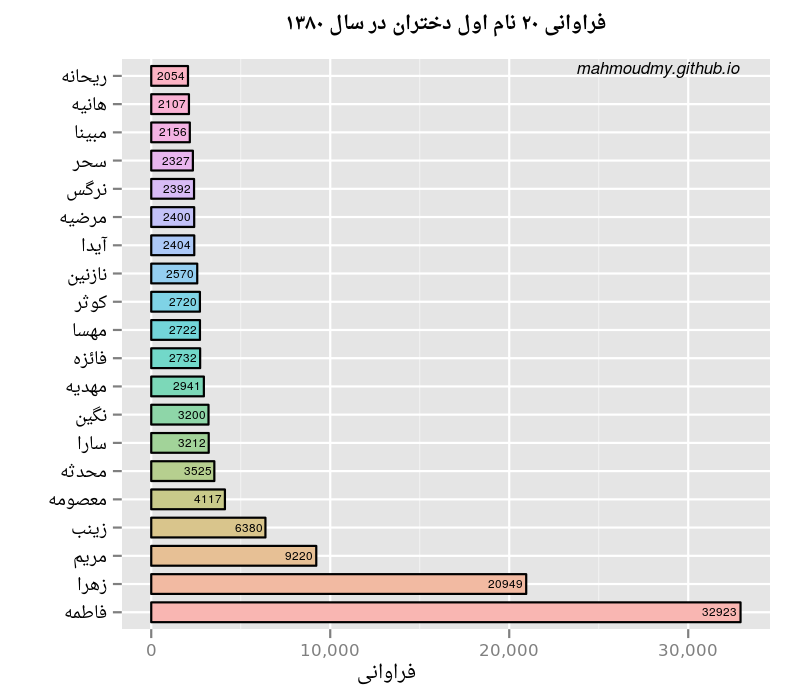 فراوانی ۲۰ نام اول دختران در سال ۱۳۸۰
mahmoudmy.github.io
ریحانه 2054
هانیه 2107
مبینا 2156
سحر 2327
نرگس 2392
مرضیه 2400
آیدا 2404
نازنین 2570
کوثر 2720
مهسا 2722
فائزه 2732
مهدیه 2941
نگین 3200
سارا 3212
محدثه 3525
معصومه 4117
زینب 6380
مریم 9220
زهرا 20949
فاطمه 32923
0 10,000 20,000 30,000
فراوانی